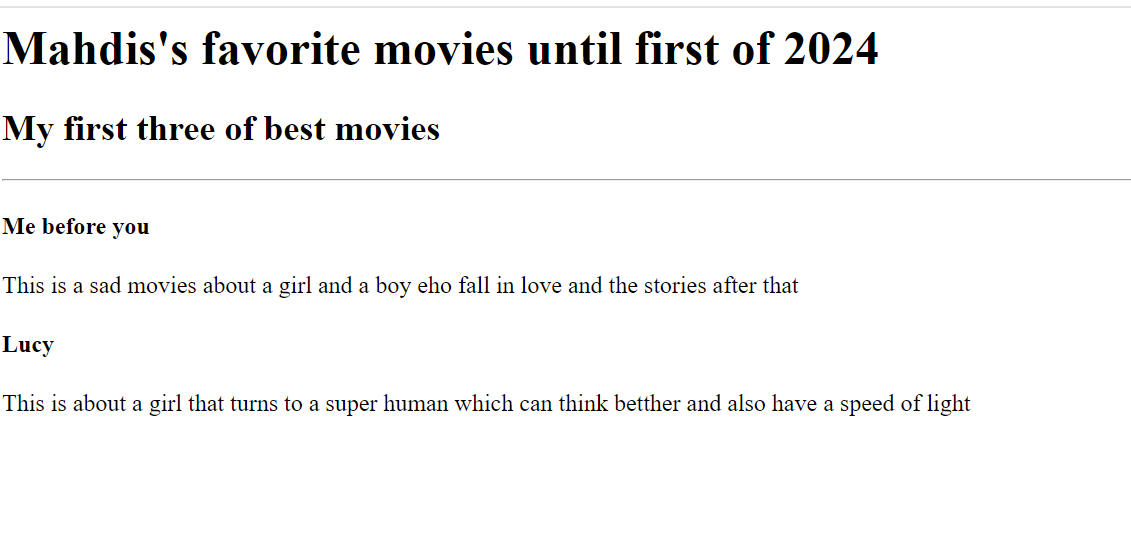 Mahdis's favorite movies until first of 2024
My first three of best movies
Me before you
This is a sad movies about a girl and a boy eho fall in love and the stories after that
Lucy
This is about a girl that turns to a super human which can think betther and also have a speed of light